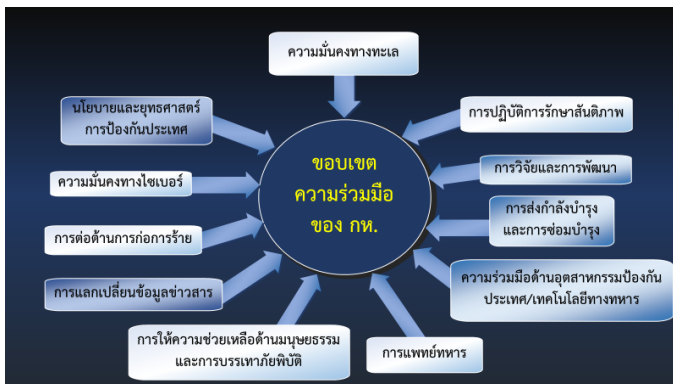 ความมั่นคงทางทะเล
นโยบายและยุทธศาสตร์
การป้องกันประเทศ
การปฏิบัติการรักษาสันติภาพ
ขอบเขต
ความร่วมมือ
ของ กห.
ความมั่นคงทางไซเบอร์
การวิจัยและการพัฒนา
การต่อต้านการก่อการร้าย
การส่งกำลังบำรุง
และการซ่อมบำรุง
การแลกเปลี่ยนข้อมูลข่าวสาร
ความร่วมมือด้านอุตสาหกรรมป้องกัน
ประเทศ/เทคโนโลยีทางทหาร
การให้ความช่วยเหลือด้านมนุษยธรรม
และการบรรเทาภัยพิบัติ
การแพทย์ทหาร